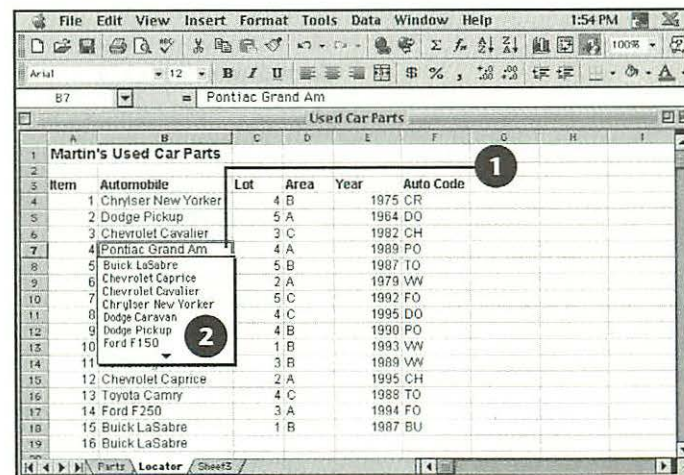 File Edit View Insert Format Tools Data Window Help 1:54 PM
Σ fx 100%
Arial 12 B I U $ % ,
B7 = Pontiac Grand Am
Used Car Parts
A B C D E F G H I
1 Martin's Used Car Parts
2
3 Item Automobile Lot Area Year Auto Code
4 1 Chrylser New Yorker 4 B 1975 CR
5 2 Dodge Pickup 5 A 1964 DO
6 3 Chevrolet Cavalier 3 C 1982 CH
7 4 Pontiac Grand Am 4 A 1989 PO
8 5 Buick LaSabre 5 B 1987 TO
9 6 Chevrolet Caprice 2 A 1979 VW
Chevrolet Cavalier
10 7 Chrylser New Yorker 5 C 1992 FO
11 8 Dodge Caravan 4 C 1995 DO
12 9 Dodge Pickup 4 B 1990 PO
13 10 Ford F150 1 B 1993 VW
14 11 3 B 1989 VW
15 12 Chevrolet Caprice 2 A 1995 CH
16 13 Toyota Camry 4 C 1988 TO
17 14 Ford F250 3 A 1994 FO
18 15 Buick LaSabre 1 B 1987 BU
19 16 Buick LaSabre
Parts Locator Sheet3
1
2